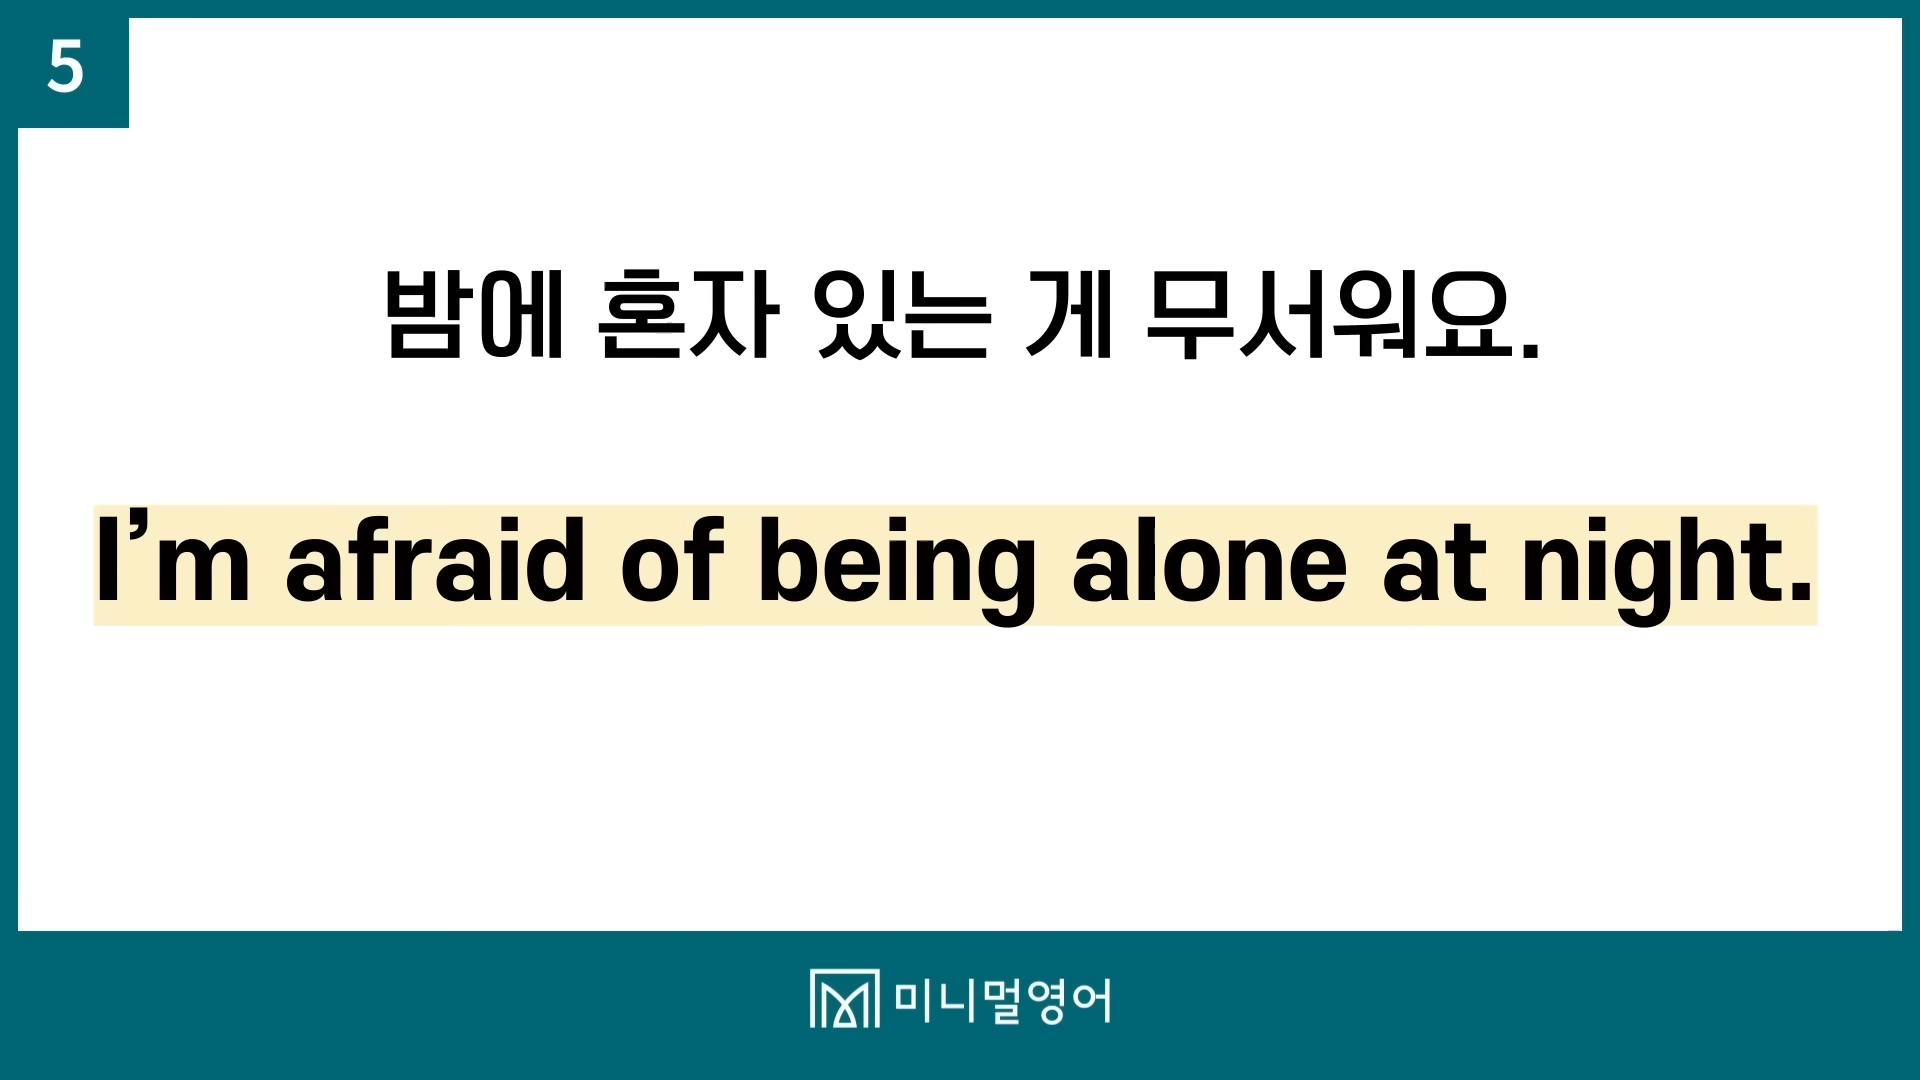 5
밤에 혼자 있는 게 무서워요.
I’m afraid of being alone at night.
미니멀영어